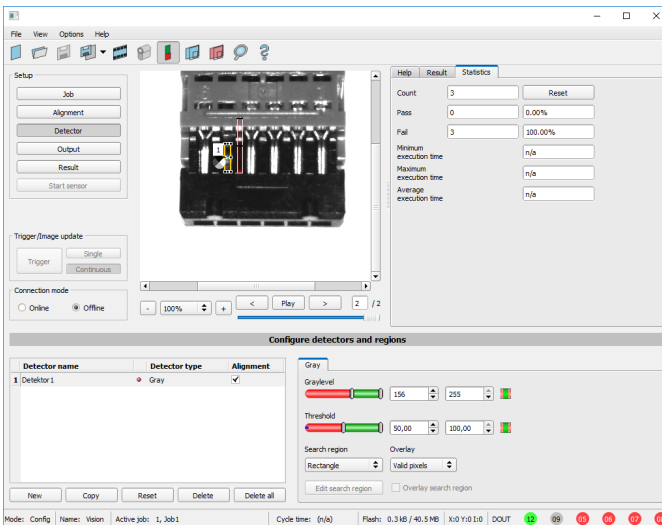 File View Options Help
Setup
Job
Alignment
Detector
Output
Result
Start sensor
Trigger/Image update
Trigger
Single
Continuous
Connection mode
Online Offline
1
- 100% + < Play > 2 / 2
Help Result Statistics
Count 3 Reset
Pass 0 0.00%
Fail 3 100.00%
Minimum
execution time n/a
Maximum
execution time n/a
Average
execution time n/a
Configure detectors and regions
Detector name Detector type Alignment
1 Detektor1 Gray
New Copy Reset Delete Delete all
Gray
Graylevel
156 255
Threshold
50,00 100,00
Search region Overlay
Rectangle Valid pixels
Edit search region Overlay search region
Mode: Config Name: Vision Active job: 1, Job1 Cycle time: (n/a) Flash: 0.3 kB / 40.5 MB X:0 Y:0 I:0 DOUT 12 09 05 06 07 08